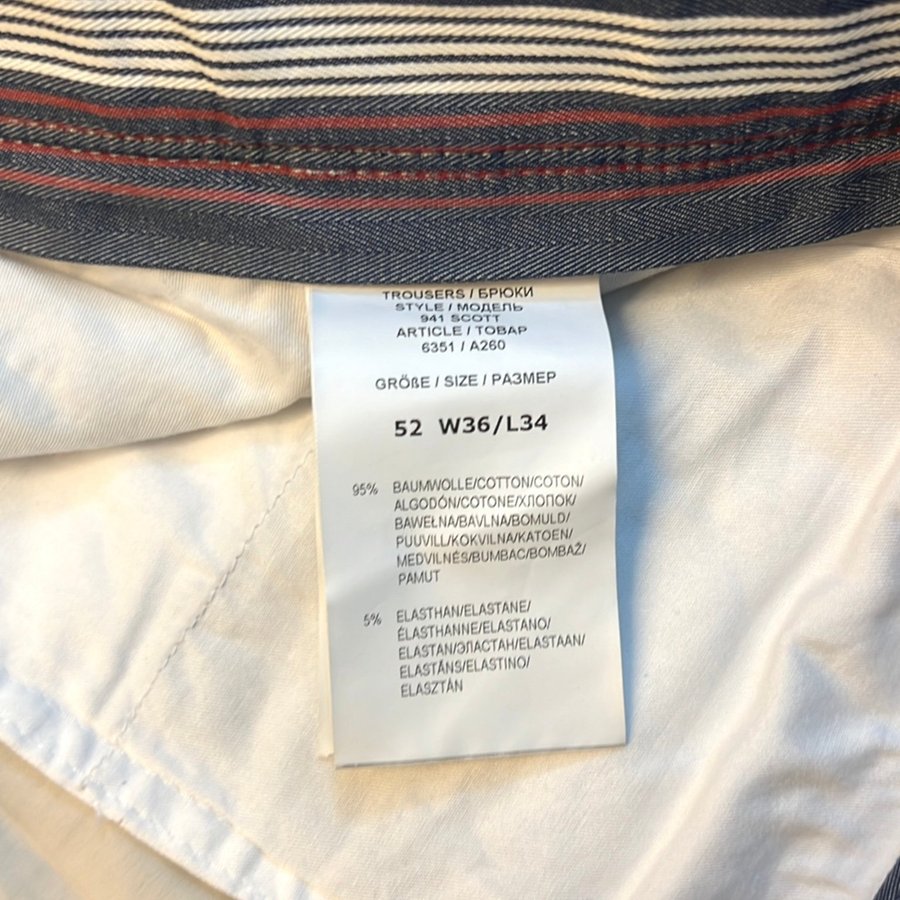 TROUSERS / БРЮКИ
STYLE / МОДЕЛЬ
941 SCOTT
ARTICLE / ТОВАР
6351 / A260
GRÖßE / SIZE / РАЗМЕР
52 W36/L34
95% BAUMWOLLE/COTTON/COTON/
ALGODÓN/COTONE/ХЛОПОК/
BAWEŁNA/BAVLNA/BOMULD/
PUUVILL/KOKVILNA/KATOEN/
MEDVILNĖS/BUMBAC/BOMBAŽ/
PAMUT
5% ELASTHAN/ELASTANE/
ÉLASTHANNE/ELASTANO/
ELASTAN/ЭЛАСТАН/ELASTAAN/
ELASTĀNS/ELASTINO/
ELASZTÁN